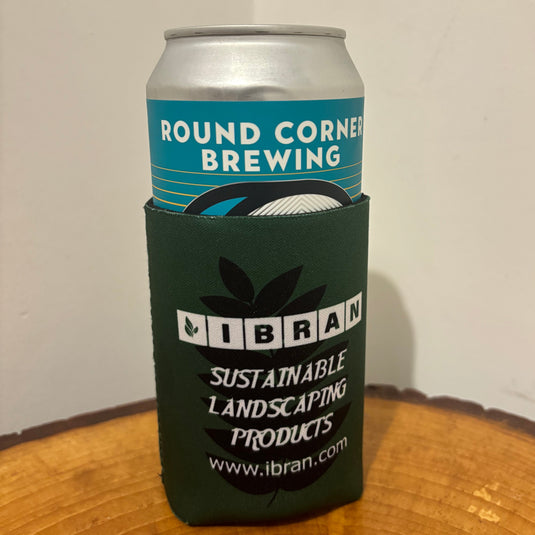 ROUND CORNER
BREWING
IBRAN
SUSTAINABLE
LANDSCAPING
PRODUCTS
www.ibran.com